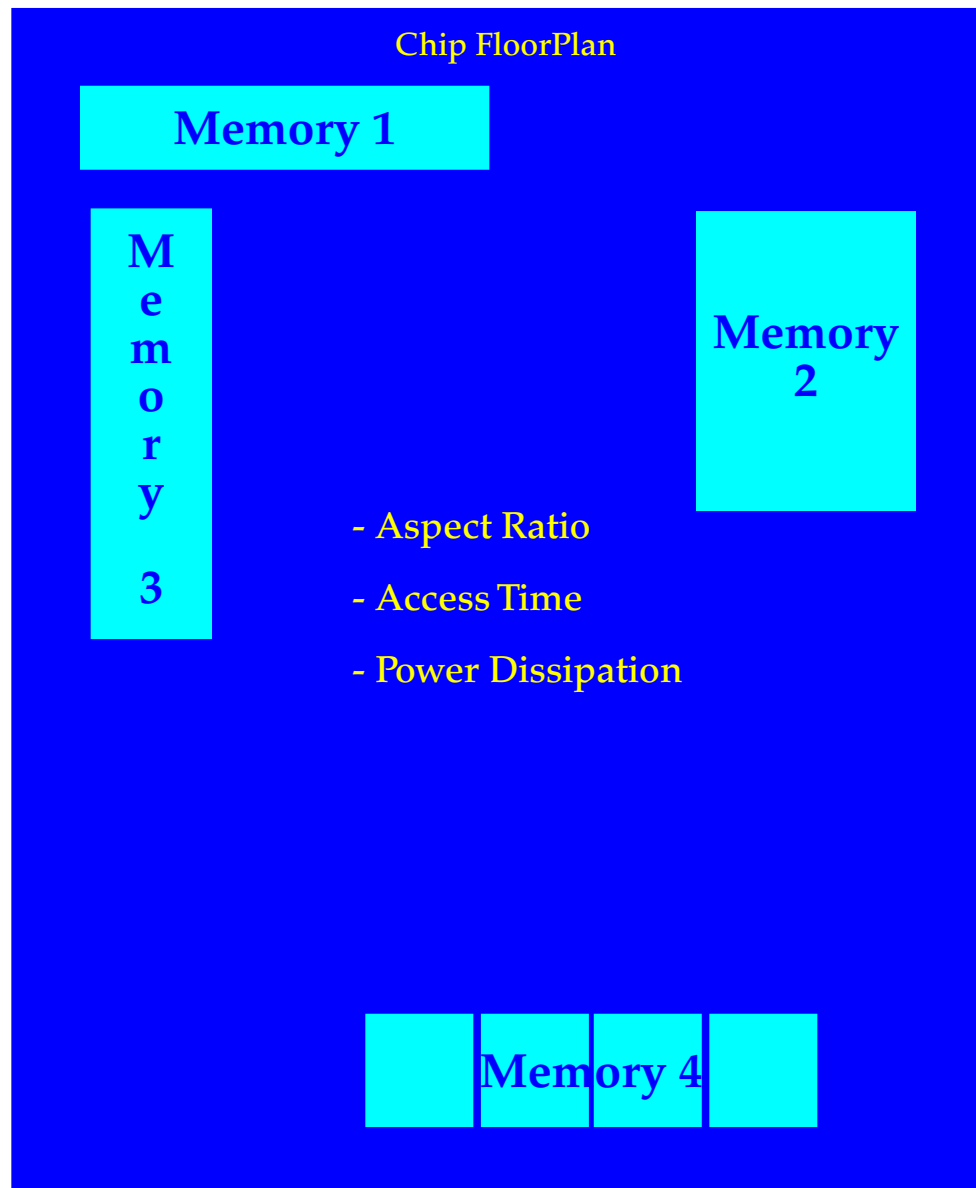 Chip FloorPlan
Memory 1
M
e
m
o
r
y
3
Memory
2
- Aspect Ratio
- Access Time
- Power Dissipation
Memory 4